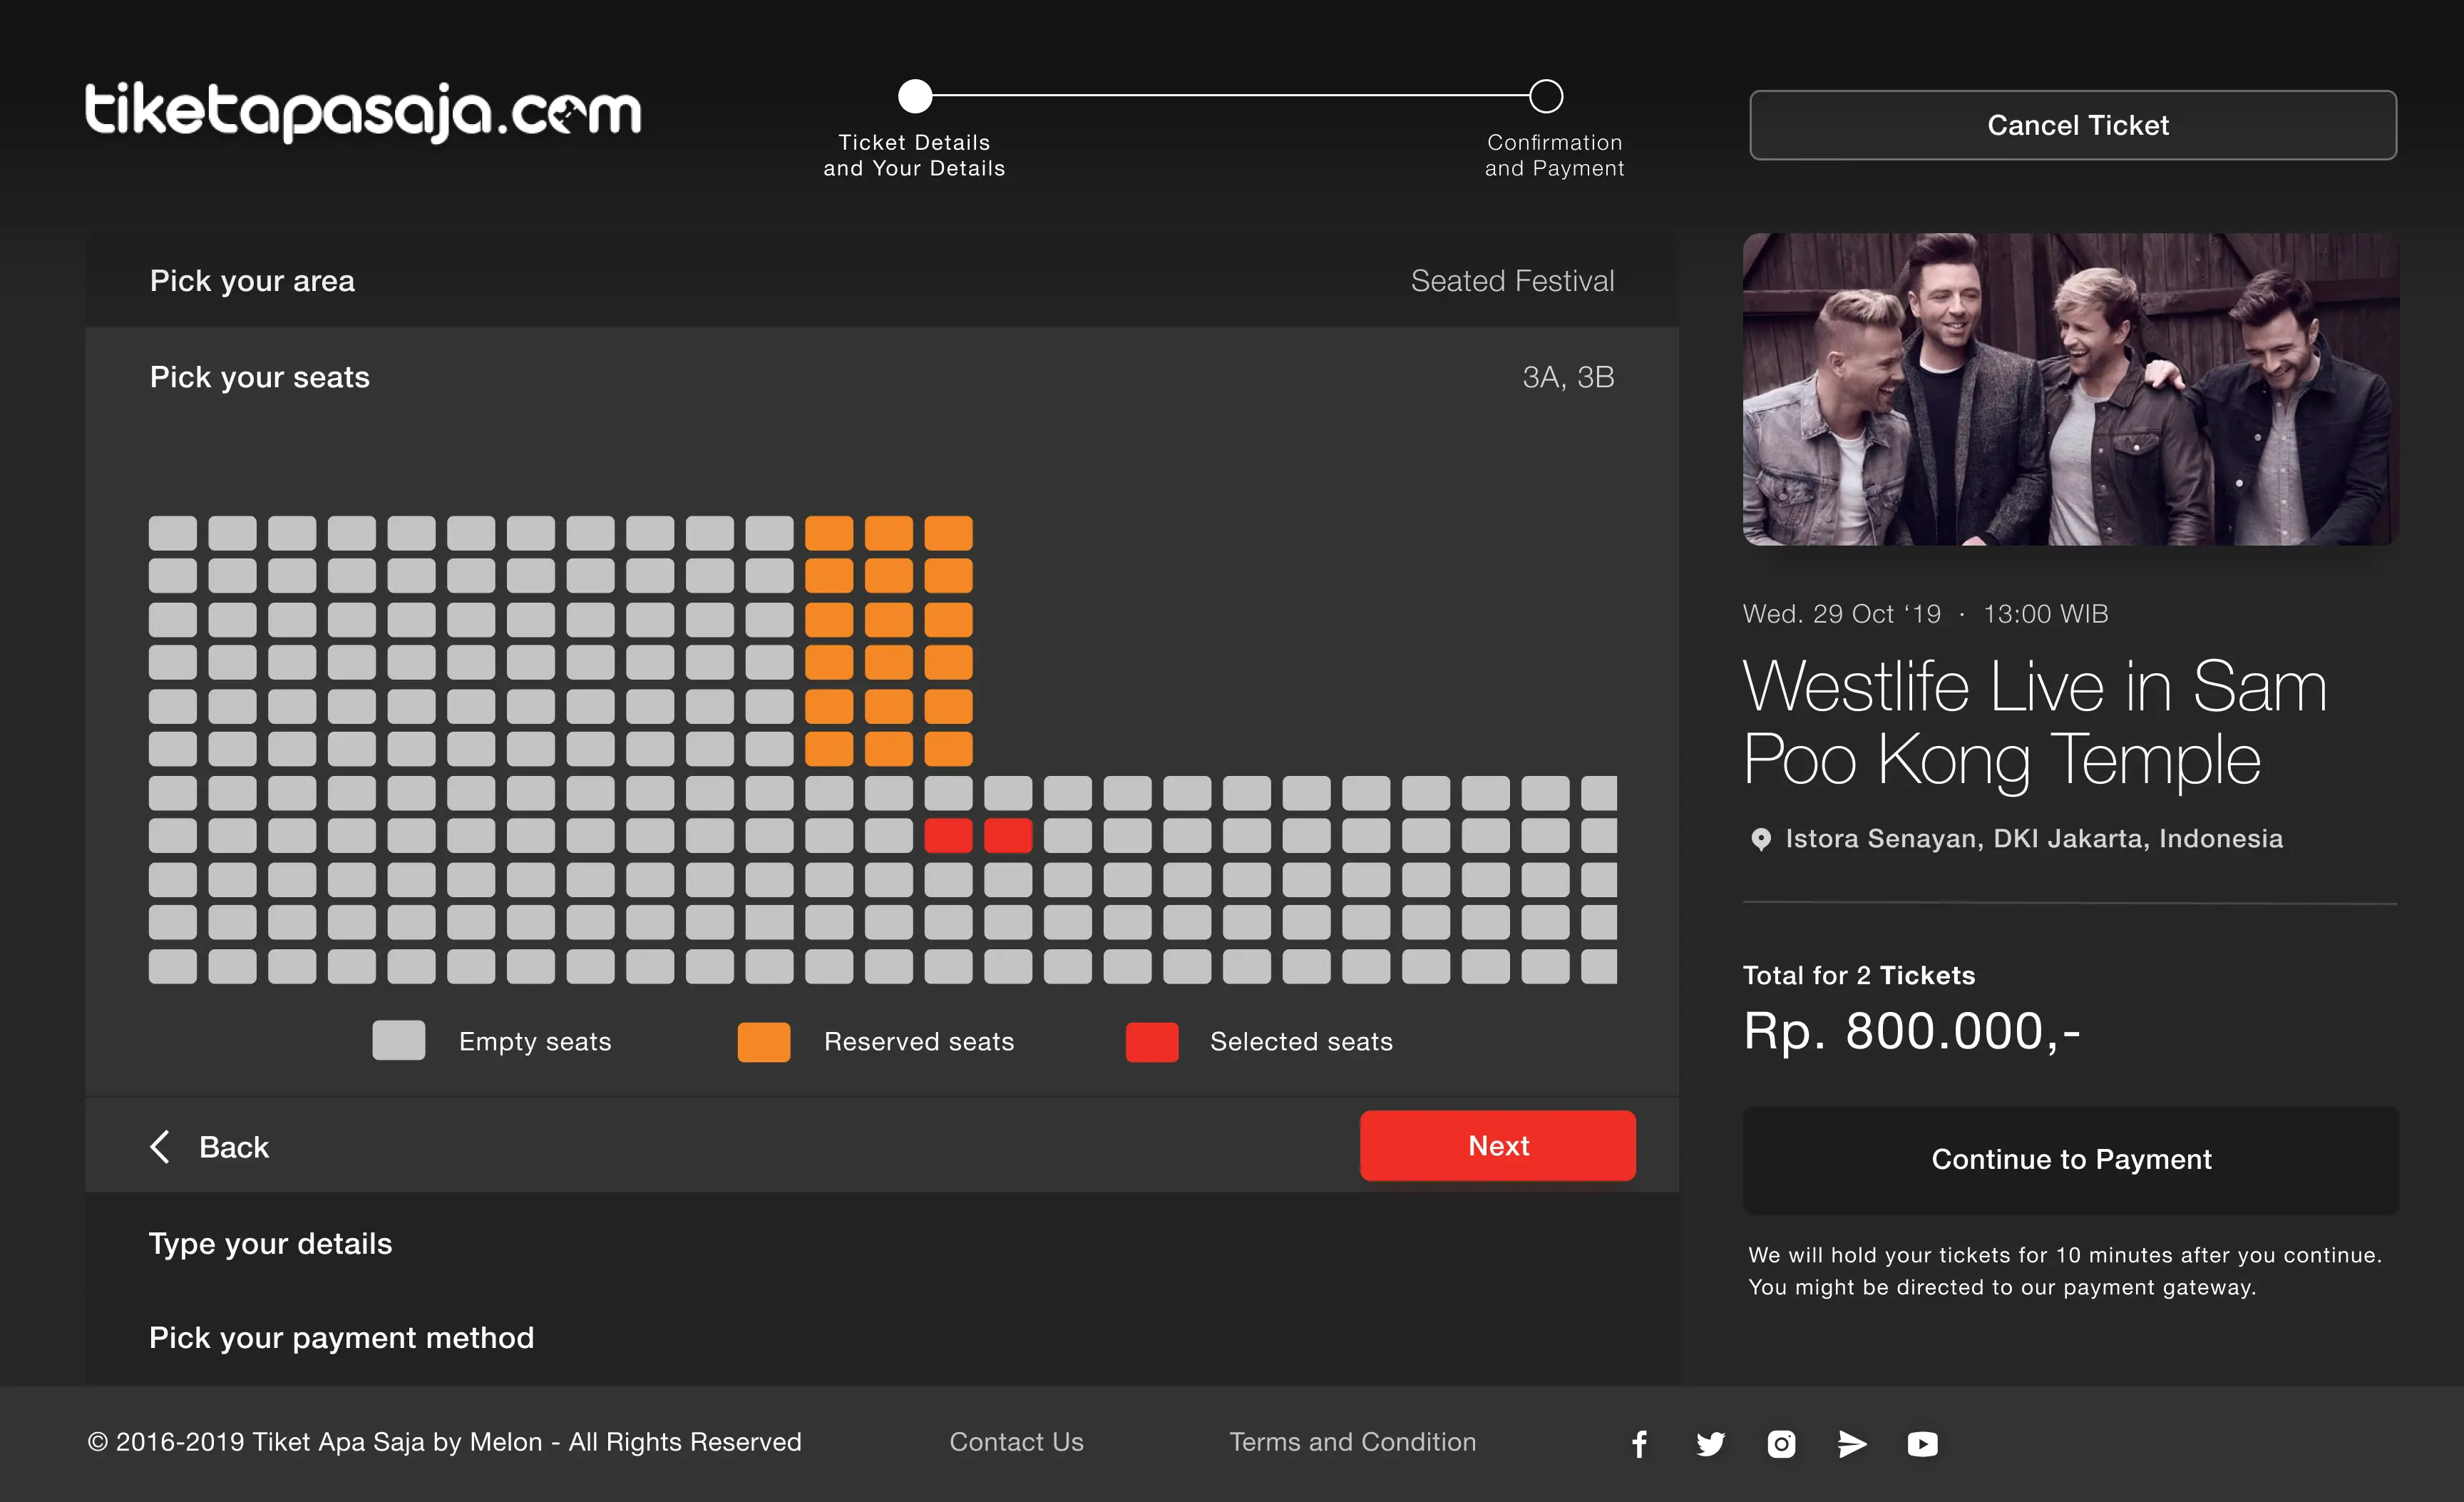 tiketapasaja.com
Ticket Details
and Your Details
Confirmation
and Payment
Cancel Ticket
Pick your area
Seated Festival
Pick your seats
3A, 3B
Empty seats
Reserved seats
Selected seats
Back
Next
Type your details
Pick your payment method
Wed. 29 Oct ‘19 · 13:00 WIB
Westlife Live in Sam
Poo Kong Temple
Istora Senayan, DKI Jakarta, Indonesia
Total for 2 Tickets
Rp. 800.000,-
Continue to Payment
We will hold your tickets for 10 minutes after you continue.
You might be directed to our payment gateway.
© 2016-2019 Tiket Apa Saja by Melon - All Rights Reserved
Contact Us
Terms and Condition